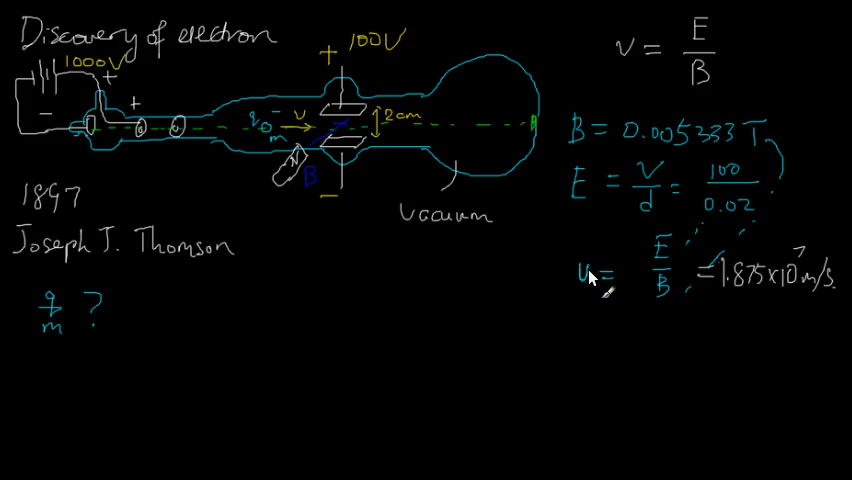 Discovery of electron
1000V
+
-
+
+ 100V
q -
m
v
2cm
N
B
-
vacuum
1897
Joseph J. Thomson
q/m ?
v = E/B
B = 0.005333 T
E = V/d = 100/0.02
v = E/B = 1.875x10^7 m/s.